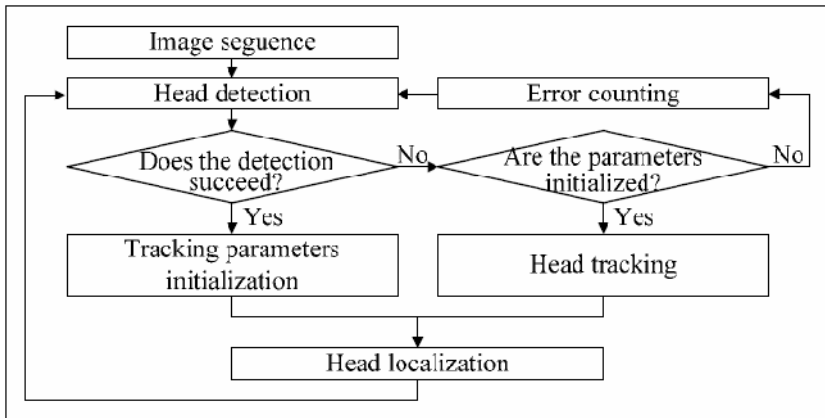 Image seguence
Head detection
Error counting
Does the detection
succeed?
No
Are the parameters
initialized?
No
Yes
Yes
Tracking parameters
initialization
Head tracking
Head localization